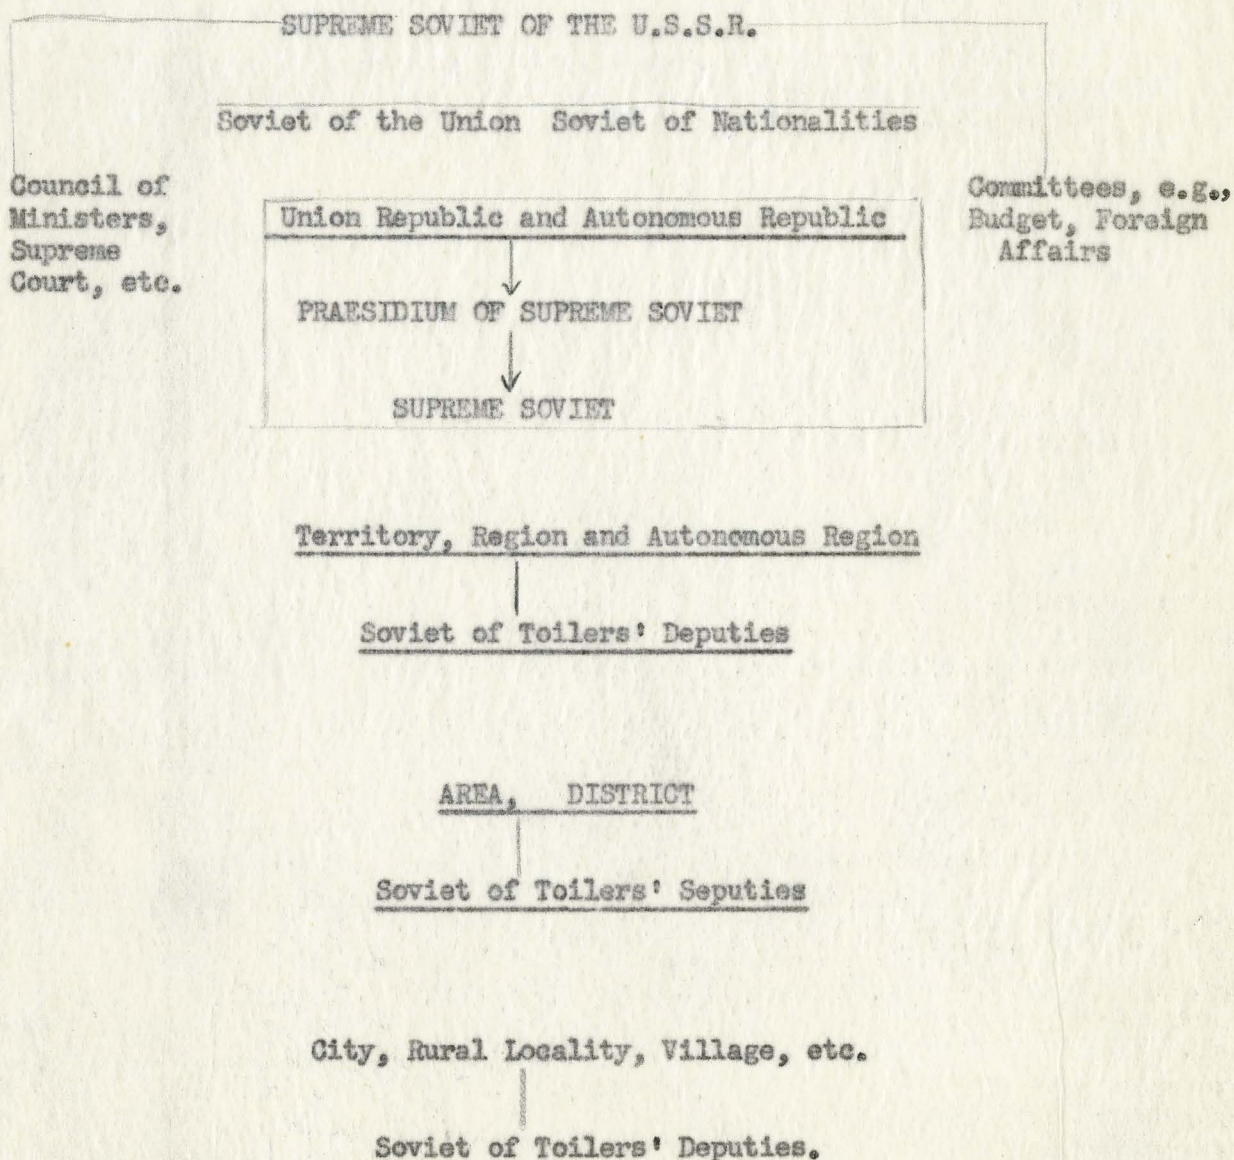 SUPREME SOVIET OF THE U.S.S.R.
Soviet of the Union Soviet of Nationalities
Council of
Ministers,
Supreme
Court, etc.
Committees, e.g.,
Budget, Foreign
Affairs
Union Republic and Autonomous Republic
PRAESIDIUM OF SUPREME SOVIET
SUPREME SOVIET
Territory, Region and Autonomous Region
Soviet of Toilers' Deputies
AREA, DISTRICT
Soviet of Toilers' Seputies
City, Rural Locality, Village, etc.
Soviet of Toilers' Deputies.